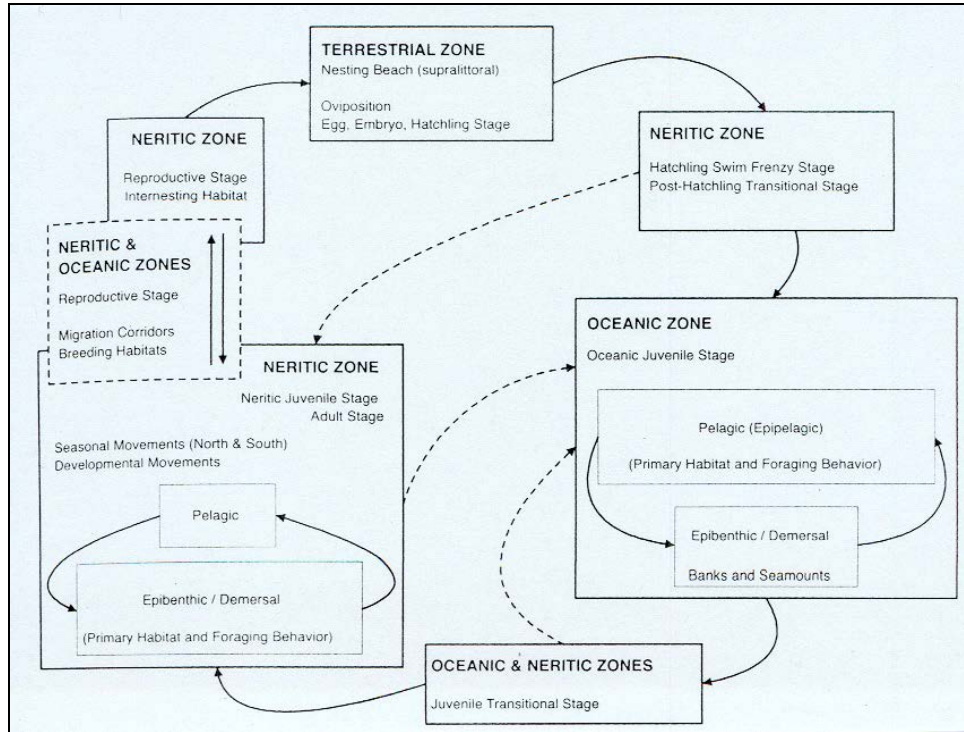 TERRESTRIAL ZONE
Nesting Beach (supralittoral)
Oviposition
Egg, Embryo, Hatchling Stage
NERITIC ZONE
Hatchling Swim Frenzy Stage
Post-Hatchling Transitional Stage
NERITIC ZONE
Reproductive Stage
Internesting Habitat
NERITIC &
OCEANIC ZONES
Reproductive Stage
Migration Corridors
Breeding Habitats
OCEANIC ZONE
Oceanic Juvenile Stage
Pelagic (Epipelagic)
(Primary Habitat and Foraging Behavior)
Epibenthic / Demersal
Banks and Seamounts
NERITIC ZONE
Neritic Juvenile Stage
Adult Stage
Seasonal Movements (North & South)
Developmental Movements
Pelagic
Epibenthic / Demersal
(Primary Habitat and Foraging Behavior)
OCEANIC & NERITIC ZONES
Juvenile Transitional Stage